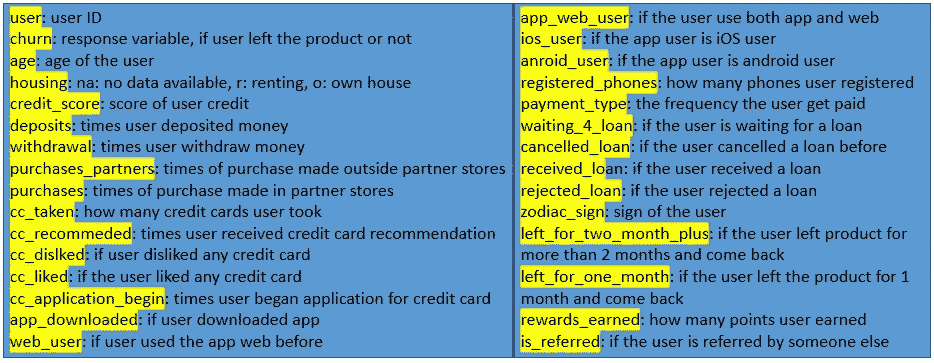 user: user ID
churn: response variable, if user left the product or not
age: age of the user
housing: na: no data available, r: renting, o: own house
credit_score: score of user credit
deposits: times user deposited money
withdrawal: times user withdraw money
purchases_partners: times of purchase made outside partner stores
purchases: times of purchase made in partner stores
cc_taken: how many credit cards user took
cc_recommeded: times user received credit card recommendation
cc_dislked: if user disliked any credit card
cc_liked: if the user liked any credit card
cc_application_begin: times user began application for credit card
app_downloaded: if user downloaded app
web_user: if user used the app web before
app_web_user: if the user use both app and web
ios_user: if the app user is iOS user
anroid_user: if the app user is android user
registered_phones: how many phones user registered
payment_type: the frequency the user get paid
waiting_4_loan: if the user is waiting for a loan
cancelled_loan: if the user cancelled a loan before
received_loan: if the user received a loan
rejected_loan: if the user rejected a loan
zodiac_sign: sign of the user
left_for_two_month_plus: if the user left product for
more than 2 months and come back
left_for_one_month: if the user left the product for 1
month and come back
rewards_earned: how many points user earned
is_referred: if the user is referred by someone else